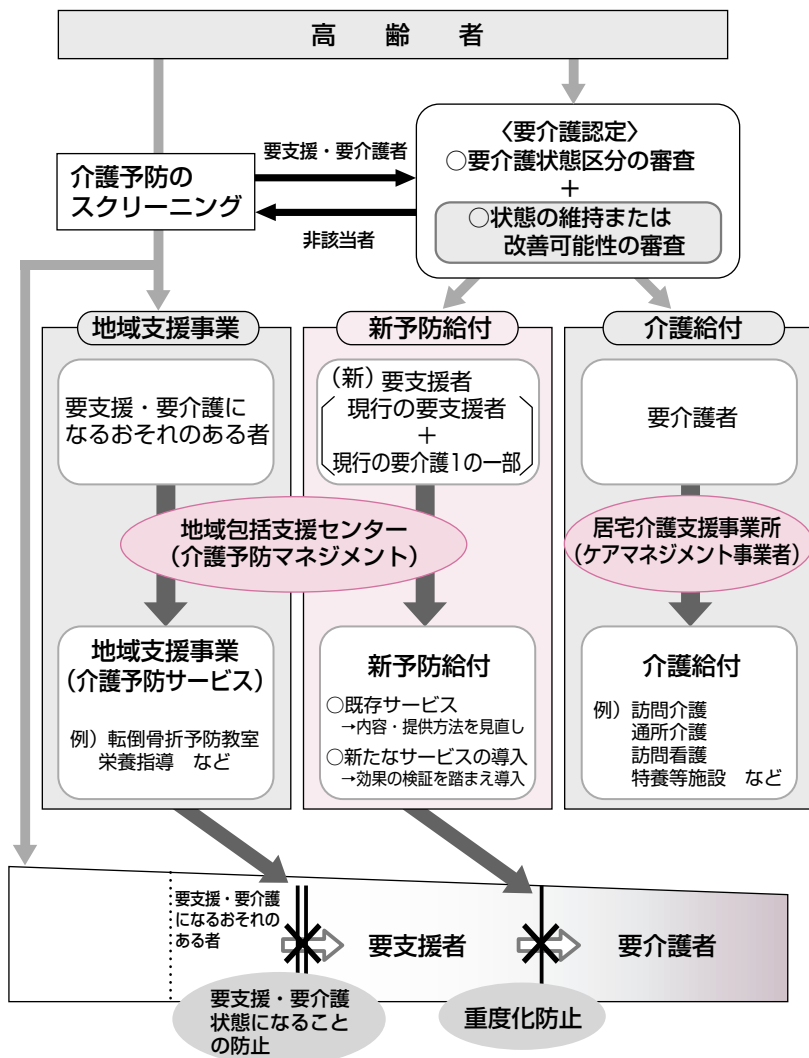 高　齢　者
〈要介護認定〉
○要介護状態区分の審査
＋
○状態の維持または
改善可能性の審査
要支援・要介護者
介護予防の
スクリーニング
非該当者
地域支援事業
要支援・要介護に
なるおそれのある者
新予防給付
（新）要支援者
現行の要支援者
＋
現行の要介護1の一部
介護給付
要介護者
地域包括支援センター
（介護予防マネジメント）
居宅介護支援事業所
（ケアマネジメント事業者）
地域支援事業
（介護予防サービス）
例）転倒骨折予防教室
栄養指導　など
新予防給付
○既存サービス
→内容・提供方法を見直し
○新たなサービスの導入
→効果の検証を踏まえ導入
介護給付
例）訪問介護
通所介護
訪問看護
特養等施設　など
要支援・要介護
になるおそれの
ある者
要支援者
要介護者
要支援・要介護
状態になること
の防止
重度化防止